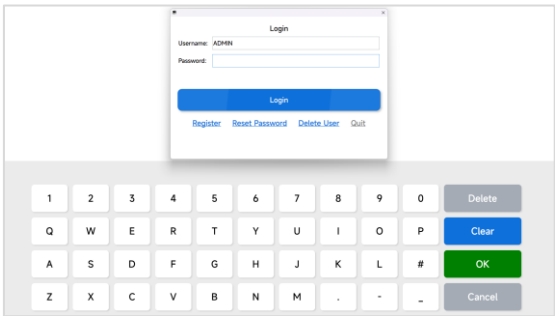 Login
Username: ADMIN
Password:
Login
Register Reset Password Delete User Quit
1 2 3 4 5 6 7 8 9 0 Delete
Q W E R T Y U I O P Clear
A S D F G H J K L # OK
Z X C V B N M . - _ Cancel